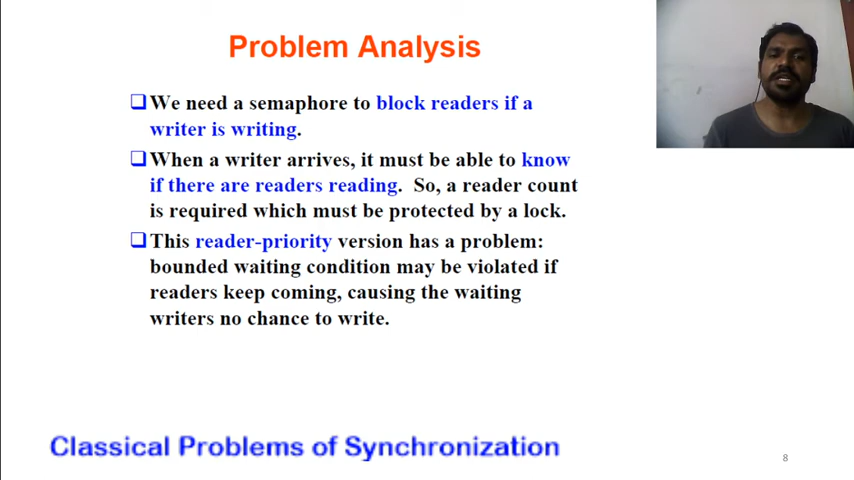 Problem Analysis
We need a semaphore to block readers if a
writer is writing.
When a writer arrives, it must be able to know
if there are readers reading. So, a reader count
is required which must be protected by a lock.
This reader-priority version has a problem:
bounded waiting condition may be violated if
readers keep coming, causing the waiting
writers no chance to write.
Classical Problems of Synchronization
8